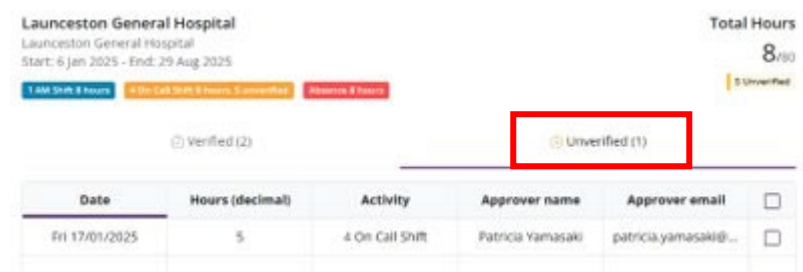 Launceston General Hospital
Total Hours
Launceston General Hospital
8/80
Start: 6 Jan 2025 - End: 29 Aug 2025
5 Unverified
1 AM Shift 8 hours
4 On Call Shift 0 hours, 5 unverified
Absence 8 hours
Verified (2)
Unverified (1)
Date Hours (decimal) Activity Approver name Approver email
Fri 17/01/2025 5 4 On Call Shift Patricia Yamasaki patricia.yamasaki@...